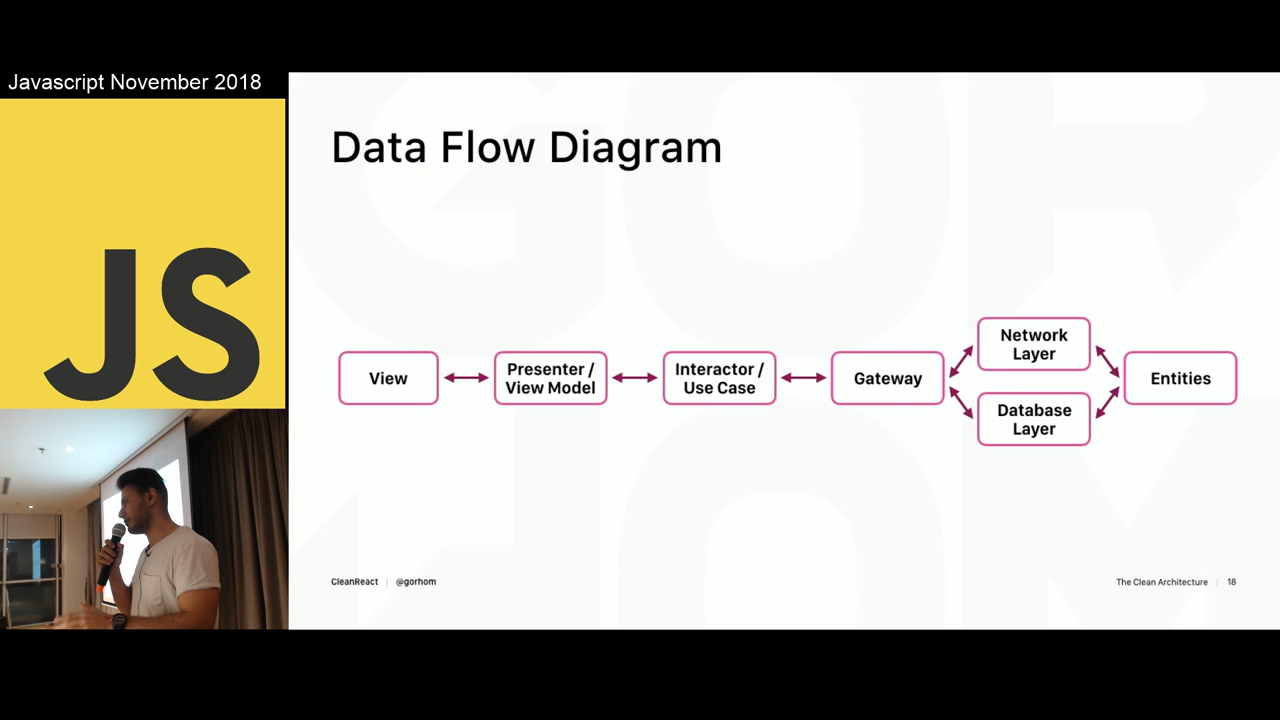 Javascript November 2018
JS
Data Flow Diagram
View
Presenter /
View Model
Interactor /
Use Case
Gateway
Network
Layer
Database
Layer
Entities
CleanReact | @gorhom
The Clean Architecture | 18